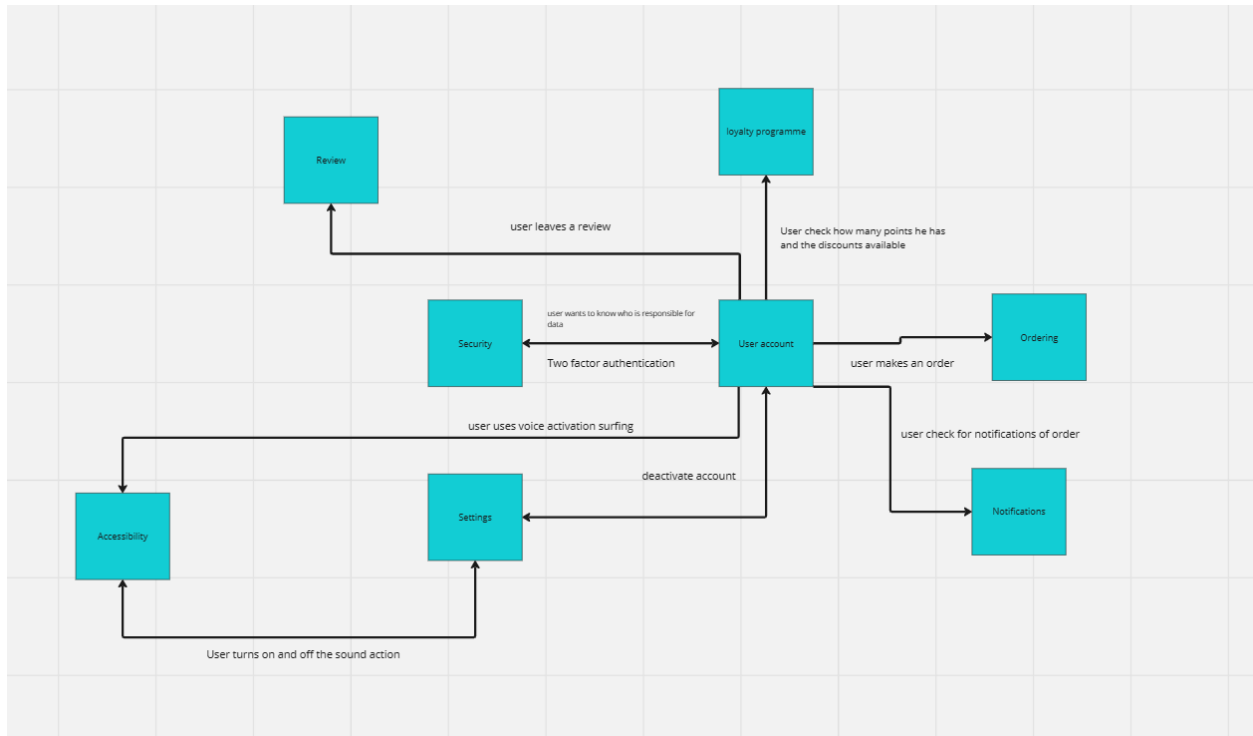 loyalty programme
Review
user leaves a review
User check how many points he has
and the discounts available
user wants to know who is responsible for
data
Security
User account
Ordering
Two factor authentication
user makes an order
user uses voice activation surfing
user check for notifications of order
deactivate account
Settings
Notifications
Accessibility
User turns on and off the sound action